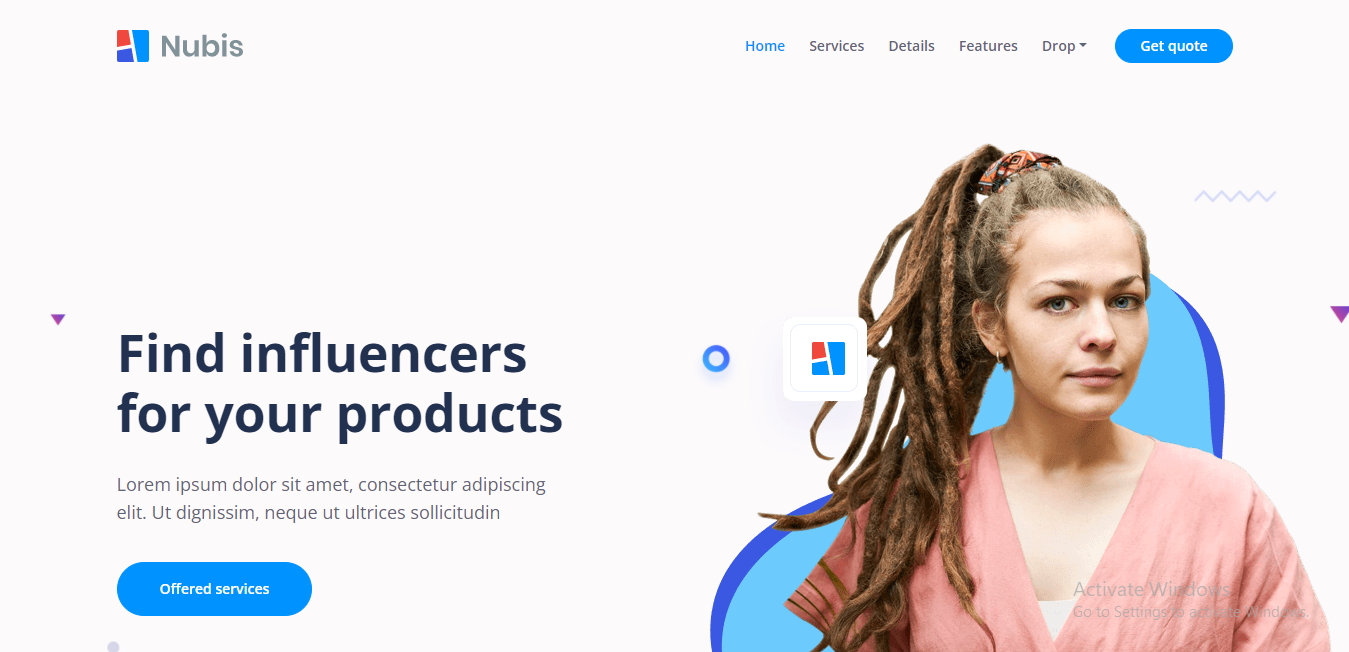 Nubis
Home Services Details Features Drop Get quote
Find influencers
for your products
Lorem ipsum dolor sit amet, consectetur adipiscing
elit. Ut dignissim, neque ut ultrices sollicitudin
Offered services
Activate Windows
Go to Settings to activate Windows.